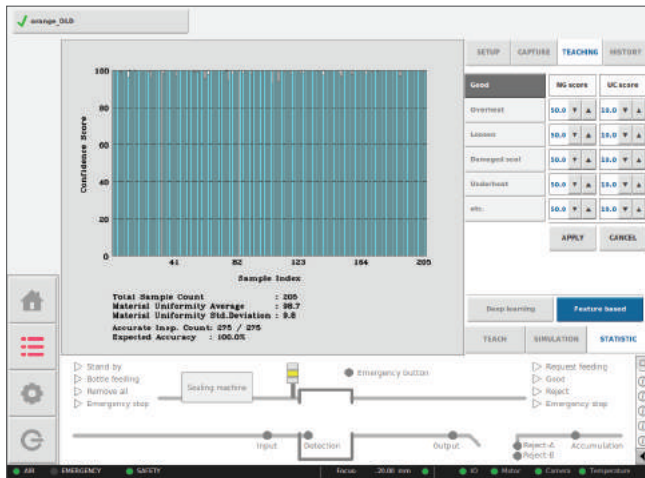 orange_OLD
SETUP CAPTURE TEACHING HISTORY
Good NG score UC score
Overheat 50.0 10.0
Lossen 50.0 10.0
Damaged seal 50.0 10.0
Underheat 50.0 10.0
etc. 50.0 10.0
APPLY CANCEL
Deep learning Feature based
TEACH SIMULATION STATISTIC
100
80
60
40
20
0
Confidence Score
41 82 123 164 205
Sample Index
Total Sample Count : 205
Material Uniformity Average : 98.7
Material Uniformity Std.Deviation : 9.8
Accurate Insp. Count: 275 / 275
Expected Accuracy : 100.0%
Stand by
Bottle feeding
Remove all
Emergency stop
Sealing machine
Emergency button
Request feeding
Good
Reject
Emergency stop
Input Detection Output Reject-A Accumulation
Reject-B
AIR EMERGENCY SAFETY Focus -20.00 mm IO Motor Camera Temperature